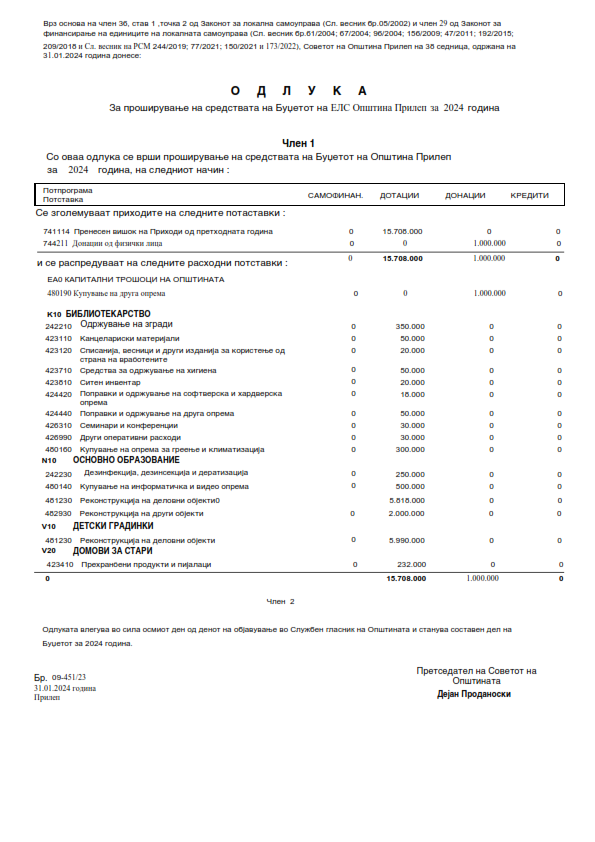 Врз основа на член 36, став 1 ,точка 2 од Законот за локална самоуправа (Сл. весник бр.05/2002) и член 29 од Законот за
финансирање на единиците на локалната самоуправа (Сл. весник бр.61/2004; 67/2004; 96/2004; 156/2009; 47/2011; 192/2015;
209/2018 и Сл. весник на РСМ 244/2019; 77/2021; 150/2021 и 173/2022), Советот на Општина Прилеп на 38 седница, одржана на
31.01.2024 година донесе:
О Д Л У К А
За проширување на средствата на Буџетот на ЕЛС Општина Прилеп за 2024 година
Член 1
Со оваа одлука се врши проширување на средствата на Буџетот на Општина Прилеп
за 2024 година, на следниот начин :
Потпрограма
Потставка САМОФИНАН. ДОТАЦИИ ДОНАЦИИ КРЕДИТИ
Се зголемуваат приходите на следните потаставки :
741114 Пренесен вишок на Приходи од претходната година 0 15.708.000 0 0
744211 Донации од физички лица 0 0 1.000.000 0
0 15.708.000 1.000.000 0
и се распредуваат на следните расходни потставки :
ЕА0 КАПИТАЛНИ ТРОШОЦИ НА ОПШТИНАТА
480190 Купување на друга опрема 0 0 1.000.000 0
К10 БИБЛИОТЕКАРСТВО
242210 Одржување на згради 0 350.000 0 0
423110 Канцелариски материјали 0 50.000 0 0
423120 Списанија, весници и други изданија за користење од 0 20.000 0 0
страна на вработените
423710 Средства за одржување на хигиена 0 50.000 0 0
423810 Ситен инвентар 0 20.000 0 0
424420 Поправки и одржување на софтверска и хардверска 0 18.000 0 0
опрема
424440 Поправки и одржување на друга опрема 0 50.000 0 0
426310 Семинари и конференции 0 30.000 0 0
426990 Други оперативни расходи 0 30.000 0 0
480160 Купување на опрема за греење и климатизација 0 300.000 0 0
N10 ОСНОВНО ОБРАЗОВАНИЕ
242230 Дезинфекција, дезинсекција и дератизација 0 250.000 0 0
480140 Купување на информатичка и видео опрема 0 500.000 0 0
481230 Реконструкција на деловни објекти0 5.818.000 0 0
482930 Реконструкција на други објекти 0 2.000.000 0 0
V10 ДЕТСКИ ГРАДИНКИ
481230 Реконструкција на деловни објекти 0 5.990.000 0 0
V20 ДОМОВИ ЗА СТАРИ
423410 Прехранбени продукти и пијалаци 0 232.000 0 0
0 15.708.000 1.000.000 0
Член 2
Одлуката влегува во сила осмиот ден од денот на објавување во Службен гласник на Општината и станува составен дел на
Буџетот за 2024 година.
Бр. 09-451/23
31.01.2024 година
Прилеп
Претседател на Советот на
Општината
Дејан Проданоски